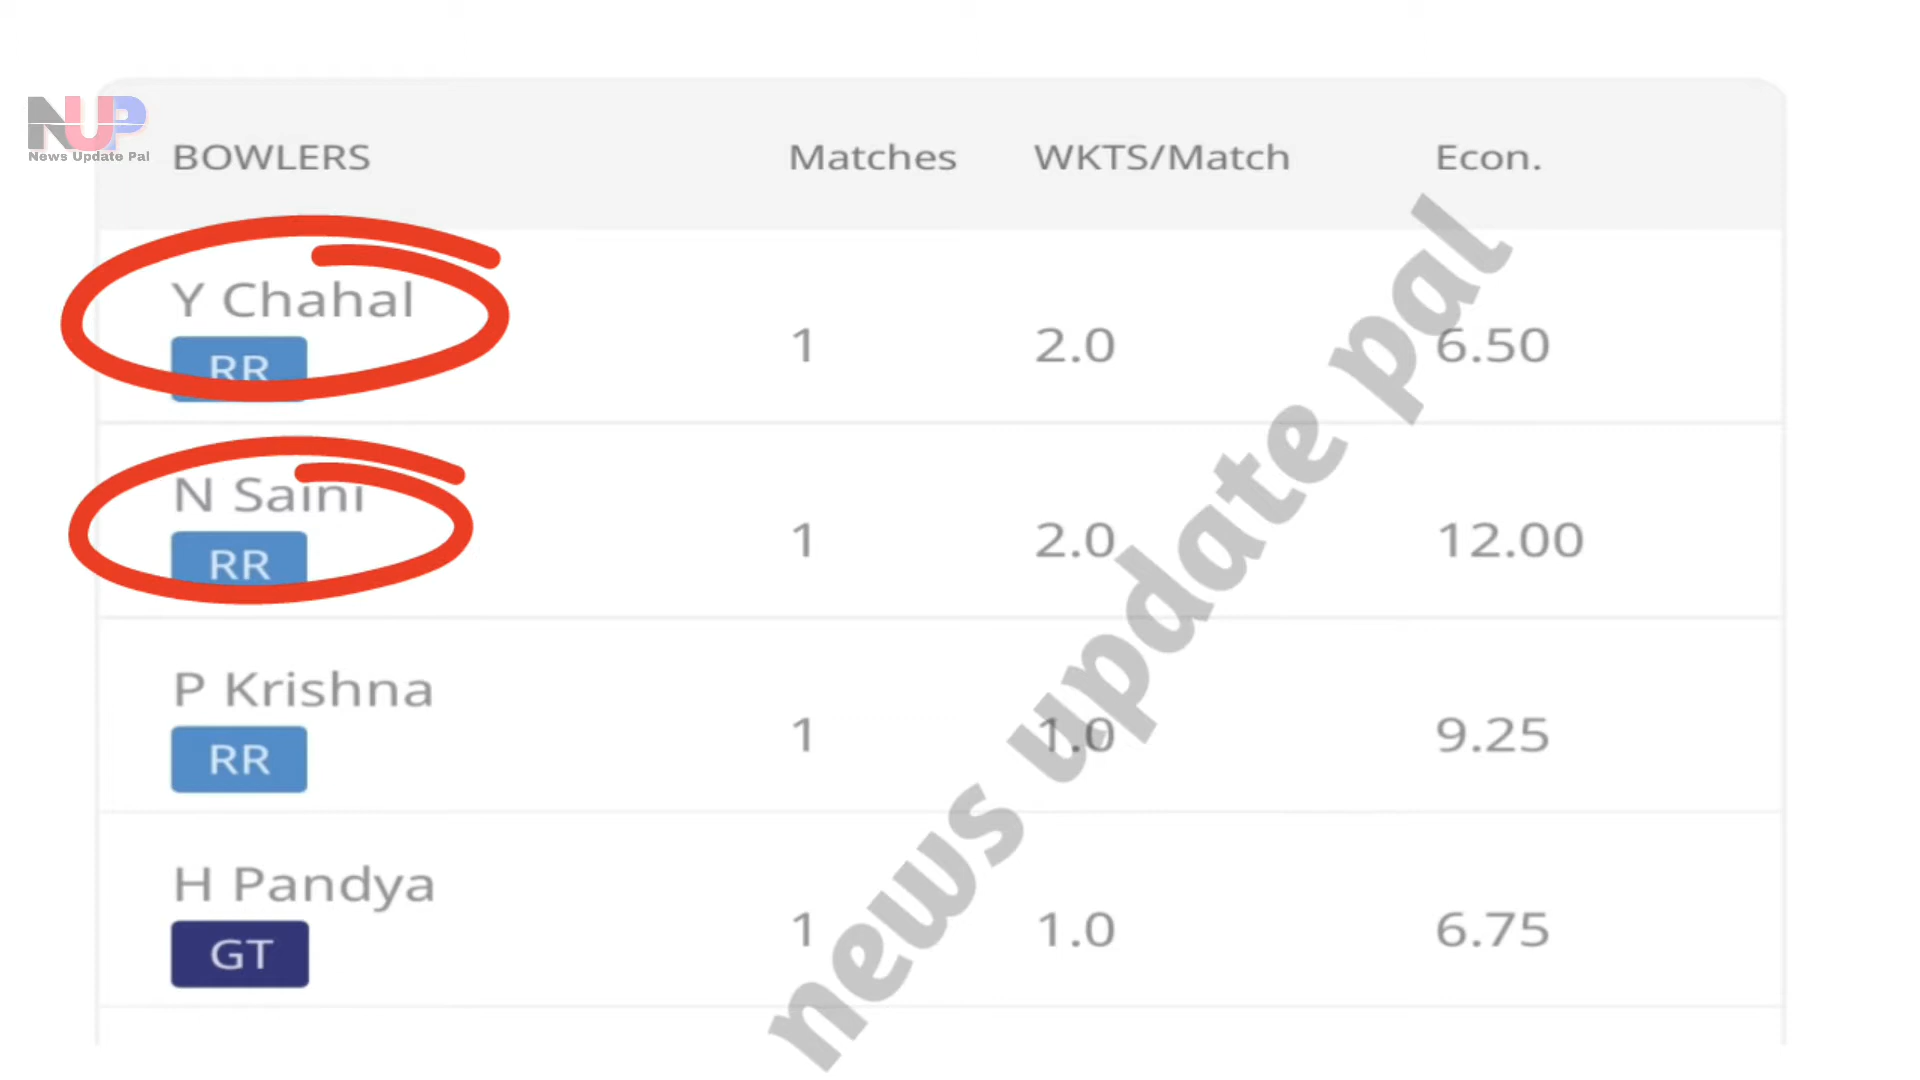 NUP
News Update Pal
BOWLERS Matches WKTS/Match Econ.
Y Chahal
RR 1 2.0 6.50
N Saini
RR 1 2.0 12.00
P Krishna
RR 1 1.0 9.25
H Pandya
GT 1 1.0 6.75
news update pal